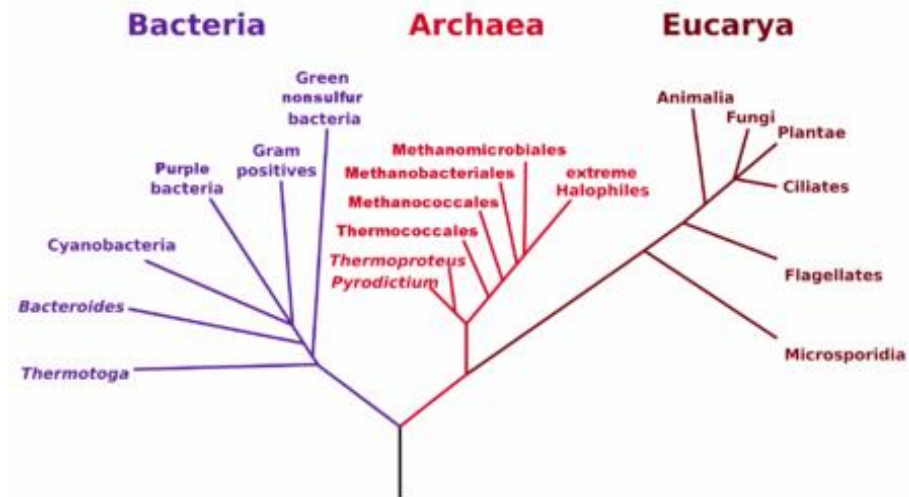 Bacteria
Archaea
Eucarya
Green
nonsulfur
bacteria
Gram
positives
Purple
bacteria
Cyanobacteria
Bacteroides
Thermotoga
Methanomicrobiales
Methanobacteriales
Methanococcales
Thermococcales
Thermoproteus
Pyrodictium
extreme
Halophiles
Animalia
Fungi
Plantae
Ciliates
Flagellates
Microsporidia